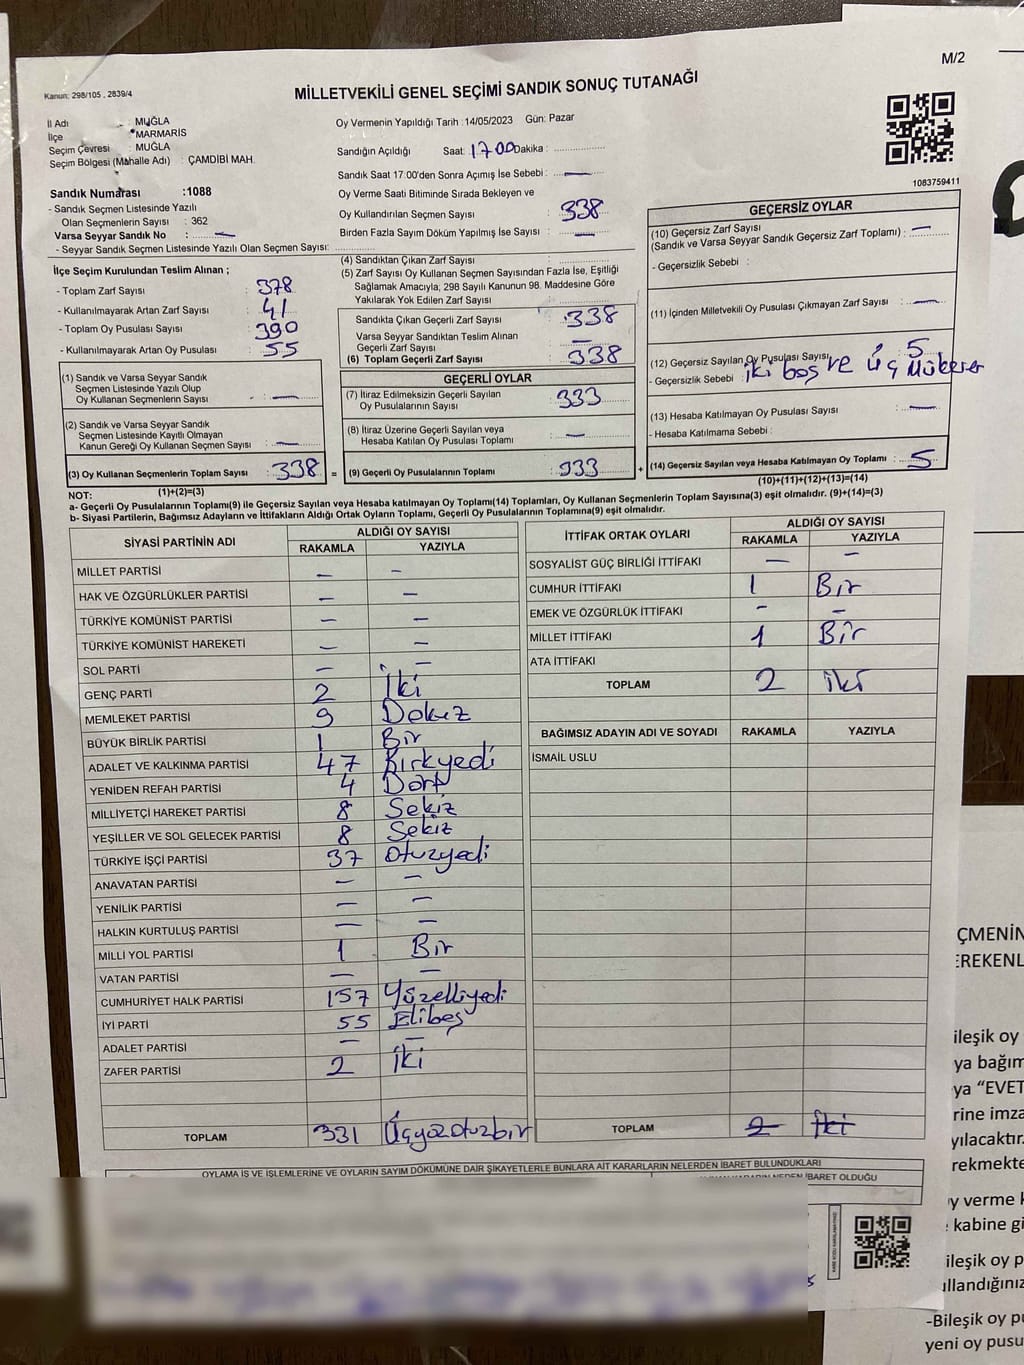 M/2
Kanun: 298/105 , 2839/4
MİLLETVEKİLİ GENEL SEÇİMİ SANDIK SONUÇ TUTANAĞI
İl Adı : MUĞLA
İlçe : MARMARİS
Seçim Çevresi : MUĞLA
Seçim Bölgesi (Mahalle Adı) : ÇAMDİBİ MAH.
Sandık Numarası :1088
- Sandık Seçmen Listesinde Yazılı
Olan Seçmenlerin Sayısı : 362
Varsa Seyyar Sandık No : —
- Seyyar Sandık Seçmen Listesinde Yazılı Olan Seçmen Sayısı:
Oy Vermenin Yapıldığı Tarih :14/05/2023 Gün: Pazar
Sandığın Açıldığı Saat: 17 00 Dakika :
Sandık Saat 17:00'den Sonra Açımış İse Sebebi : —
Oy Verme Saati Bitiminde Sırada Bekleyen ve
Oy Kullandırılan Seçmen Sayısı : 338
Birden Fazla Sayım Döküm Yapılmış İse Sayısı : —
1083759411
İlçe Seçim Kurulundan Teslim Alınan ;
- Toplam Zarf Sayısı : 378
- Kullanılmayarak Artan Zarf Sayısı : 41
- Toplam Oy Pusulası Sayısı : 390
- Kullanılmayarak Artan Oy Pusulası : 55
(4) Sandıktan Çıkan Zarf Sayısı :
(5) Zarf Sayısı Oy Kullanan Seçmen Sayısından Fazla İse, Eşitliği
Sağlamak Amacıyla, 298 Sayılı Kanunun 98. Maddesine Göre
Yakılarak Yok Edilen Zarf Sayısı :
Sandıkta Çıkan Geçerli Zarf Sayısı : 338
Varsa Seyyar Sandıktan Teslim Alınan
Geçerli Zarf Sayısı : —
(6) Toplam Geçerli Zarf Sayısı : 338
GEÇERSİZ OYLAR
(10) Geçersiz Zarf Sayısı
(Sandık ve Varsa Seyyar Sandık Geçersiz Zarf Toplamı) : —
- Geçersizlik Sebebi :
(11) İçinden Milletvekili Oy Pusulası Çıkmayan Zarf Sayısı : —
(12) Geçersiz Sayılan Oy Pusulası Sayısı : 5
- Geçersizlik Sebebi : iki boş ve üç Mükerer
(13) Hesaba Katılmayan Oy Pusulası Sayısı : —
- Hesaba Katılmama Sebebi :
(14) Geçersiz Sayılan veya Hesaba Katılmayan Oy Toplamı : 5
(10)+(11)+(12)+(13)=(14)
(1) Sandık ve Varsa Seyyar Sandık
Seçmen Listesinde Yazılı Olup
Oy Kullanan Seçmenlerin Sayısı : —
(2) Sandık ve Varsa Seyyar Sandık
Seçmen Listesinde Kayıtlı Olmayan
Kanun Gereği Oy Kullanan Seçmen Sayısı : —
(3) Oy Kullanan Seçmenlerin Toplam Sayısı : 338 =
(1)+(2)=(3)
GEÇERLİ OYLAR
(7) İtiraz Edilmeksizin Geçerli Sayılan
Oy Pusulalarının Sayısı : 333
(8) İtiraz Üzerine Geçerli Sayılan veya
Hesaba Katılan Oy Pusulası Toplamı : —
(9) Geçerli Oy Pusulalarının Toplamı : 333 +
NOT:
a- Geçerli Oy Pusulalarının Toplamı(9) ile Geçersiz Sayılan veya Hesaba katılmayan Oy Toplamı(14) Toplamları, Oy Kullanan Seçmenlerin Toplam Sayısına(3) eşit olmalıdır. (9)+(14)=(3)
b- Siyasi Partilerin, Bağımsız Adayların ve İttifakların Aldığı Ortak Oyların Toplamı, Geçerli Oy Pusulalarının Toplamına(9) eşit olmalıdır.
SİYASİ PARTİNİN ADI ALDIĞI OY SAYISI
RAKAMLA YAZIYLA
MİLLET PARTİSİ — —
HAK VE ÖZGÜRLÜKLER PARTİSİ — —
TÜRKİYE KOMÜNİST PARTİSİ — —
TÜRKİYE KOMÜNİST HAREKETİ — —
SOL PARTİ — —
GENÇ PARTİ 2 İki
MEMLEKET PARTİSİ 9 Dokuz
BÜYÜK BİRLİK PARTİSİ 1 Bir
ADALET VE KALKINMA PARTİSİ 47 Kırkyedi
YENİDEN REFAH PARTİSİ 4 Dört
MİLLİYETÇİ HAREKET PARTİSİ 8 Sekiz
YEŞİLLER VE SOL GELECEK PARTİSİ 8 Sekiz
TÜRKİYE İŞÇİ PARTİSİ 37 Otuzyedi
ANAVATAN PARTİSİ — —
YENİLİK PARTİSİ — —
HALKIN KURTULUŞ PARTİSİ — —
MİLLİ YOL PARTİSİ 1 Bir
VATAN PARTİSİ — —
CUMHURİYET HALK PARTİSİ 157 Yüzelliyedi
İYİ PARTİ 55 Elibeş
ADALET PARTİSİ — —
ZAFER PARTİSİ 2 İki
TOPLAM 331 Üçyüzotuzbir
İTTİFAK ORTAK OYLARI ALDIĞI OY SAYISI
RAKAMLA YAZIYLA
SOSYALİST GÜÇ BİRLİĞİ İTTİFAKI — —
CUMHUR İTTİFAKI 1 Bir
EMEK VE ÖZGÜRLÜK İTTİFAKI — —
MİLLET İTTİFAKI 1 Bir
ATA İTTİFAKI
TOPLAM 2 iki
BAĞIMSIZ ADAYIN ADI VE SOYADI RAKAMLA YAZIYLA
İSMAİL USLU
TOPLAM 2 İki
OYLAMA İŞ VE İŞLEMLERİNE VE OYLARIN SAYIM DÖKÜMÜNE DAİR ŞİKAYETLERLE BUNLARA AİT KARARLARIN NELERDEN İBARET BULUNDUKLARI
İBARET OLDUĞU
ÇMENİN
EREKENL
ileşik oy
ya bağım
ya “EVET
rine imza
yılacaktır.
rekmekte
y verme k
kabine gi
ileşik oy p
ullandığınız
-Bileşik oy pu
yeni oy pusu